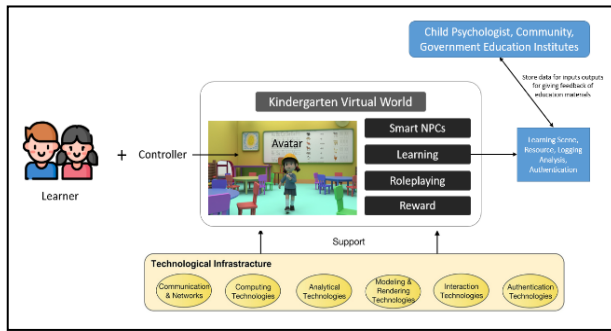 Child Psychologist, Community,
Government Education Institutes
Store data for inputs outputs
for giving feedback of
education materials
Kindergarten Virtual World
Avatar
Smart NPCs
Learning
Roleplaying
Reward
Learning Scene,
Resource, Logging
Analysis,
Authentication
Learner
+
Controller
Support
Technological Infrastracture
Communication
& Networks
Computing
Technologies
Analytical
Technologies
Modeling &
Rendering
Technologies
Interaction
Technologies
Authentication
Technologies